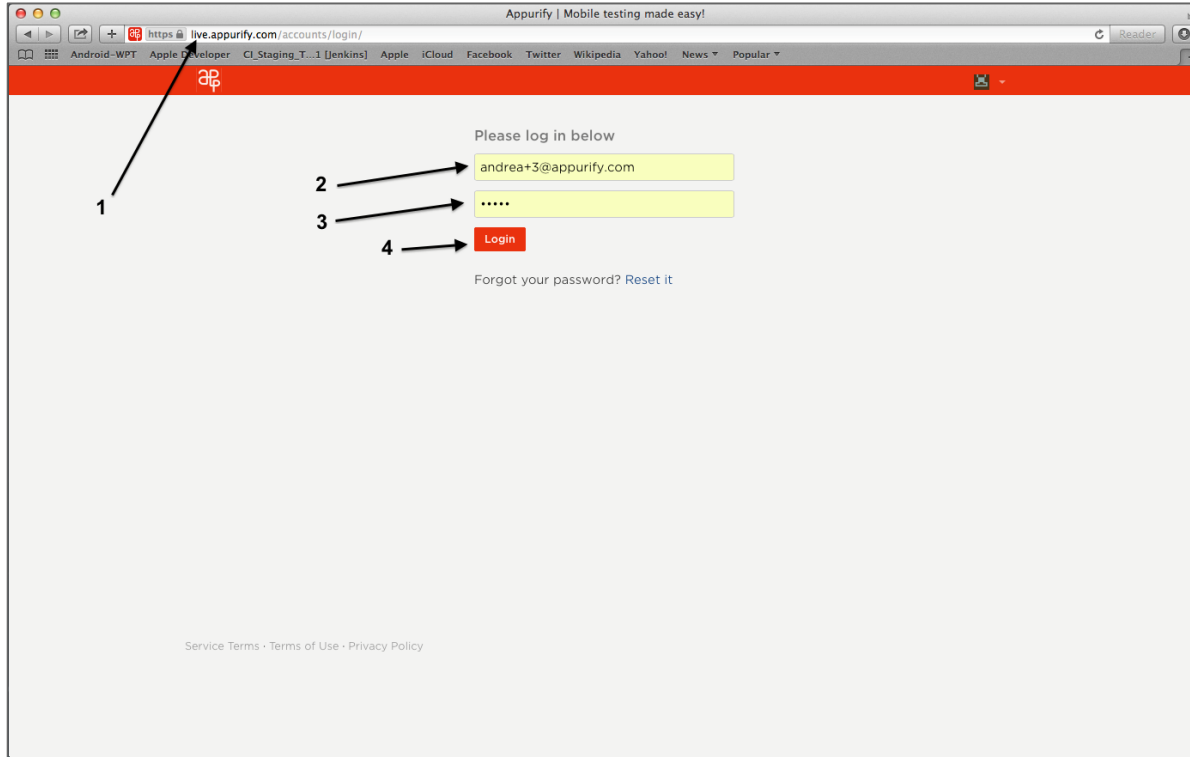 Appurify | Mobile testing made easy!
https live.appurify.com/accounts/login/ Reader
Android-WPT Apple Developer CI_Staging_T...1 [Jenkins] Apple iCloud Facebook Twitter Wikipedia Yahoo! News Popular
Please log in below
2 andrea+3@appurify.com
1
3 •••••
4 Login
Forgot your password? Reset it
Service Terms · Terms of Use · Privacy Policy